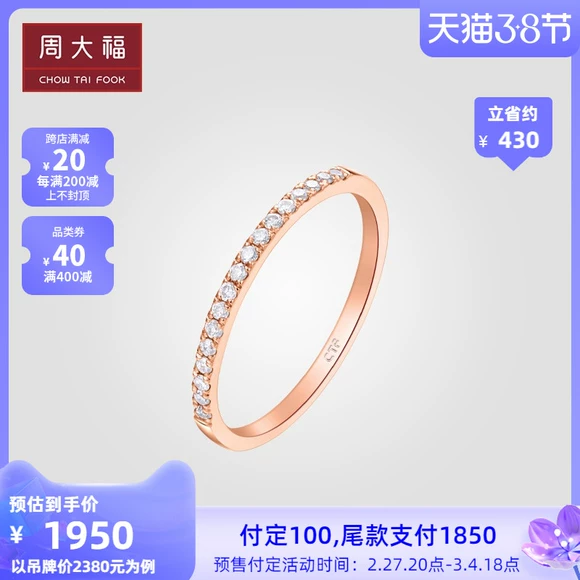 周大福
CHOW TAI FOOK
天猫3.8节
跨店满减
¥20
每满200减
上不封顶
品类券
¥40
满400减
立省约
¥ 430
CTF
预估到手价
¥ 1950
以吊牌价2380元为例
付定100,尾款支付1850
预售付定活动时间：2.27.20点-3.4.18点